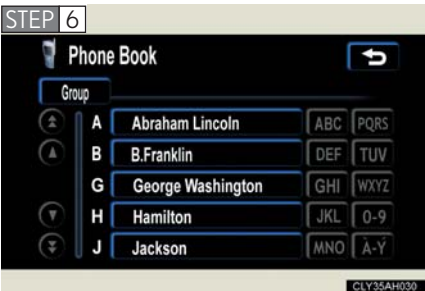 STEP 6
Phone Book
Group
A Abraham Lincoln ABC PQRS
B B.Franklin DEF TUV
G George Washington GHI WXYZ
H Hamilton JKL 0-9
J Jackson MNO À-Ý
CLY35AH030